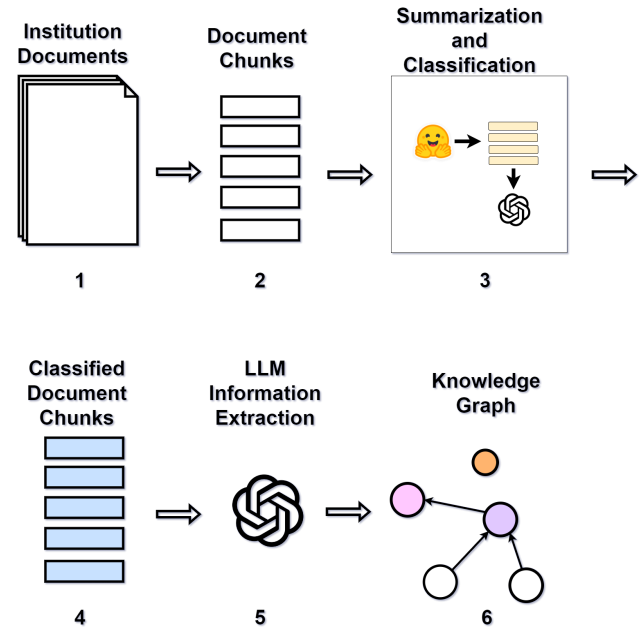 Institution
Documents
Document
Chunks
Summarization
and
Classification
1
2
3
Classified
Document
Chunks
LLM
Information
Extraction
Knowledge
Graph
4
5
6